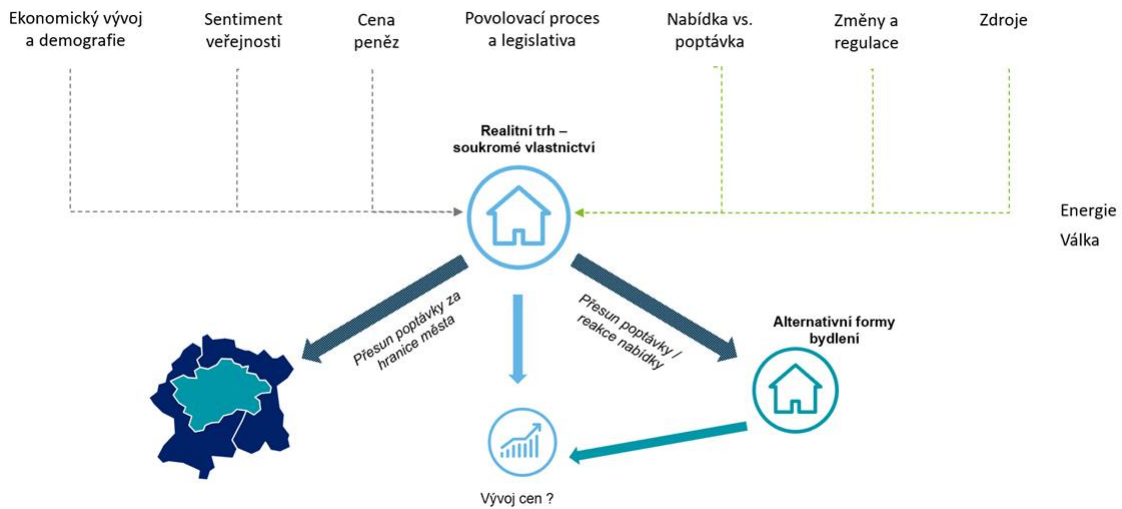 Ekonomický vývoj
a demografie
Sentiment
veřejnosti
Cena
peněz
Povolovací proces
a legislativa
Nabídka vs.
poptávka
Změny a
regulace
Zdroje
Realitní trh –
soukromé vlastnictví
Energie
Válka
Přesun poptávky za
hranice města
Přesun poptávky /
reakce nabídky
Alternativní formy
bydlení
Vývoj cen ?